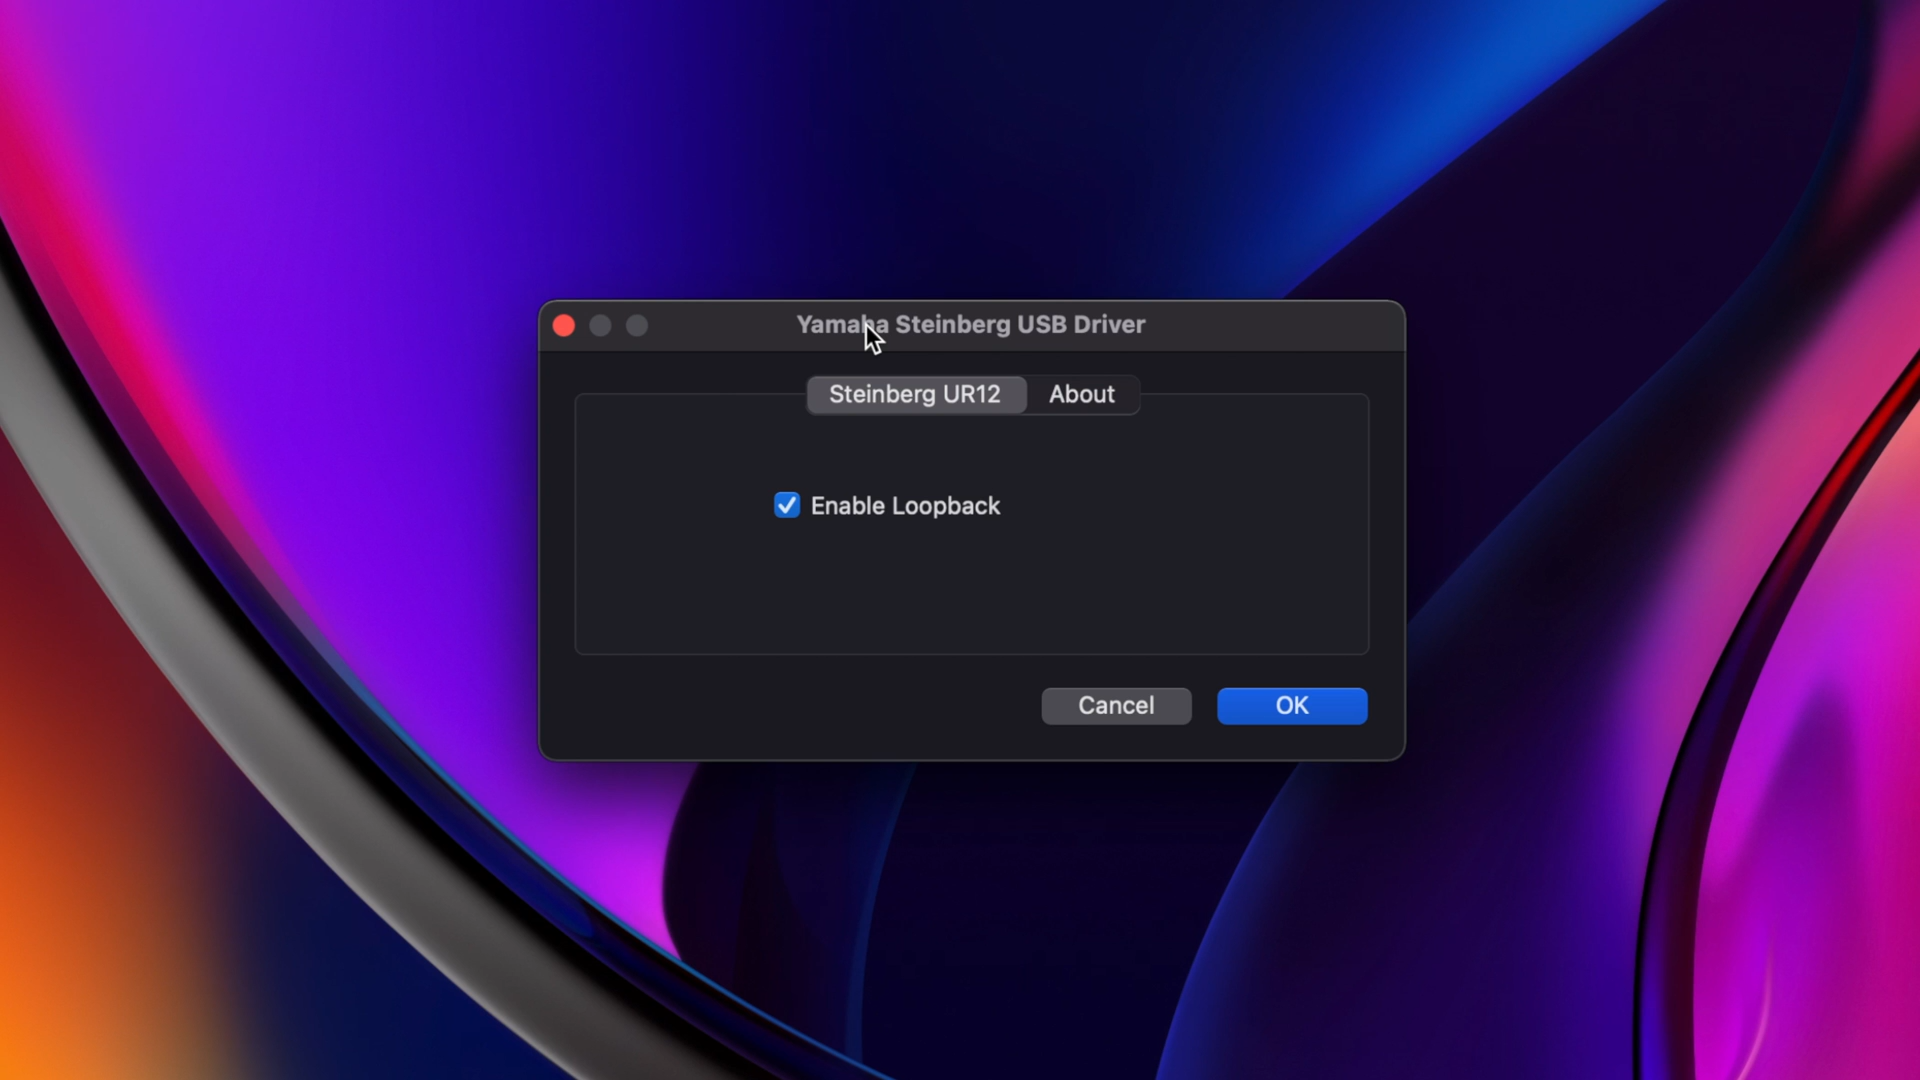 Yamaha Steinberg USB Driver
Steinberg UR12
About
Enable Loopback
Cancel
OK